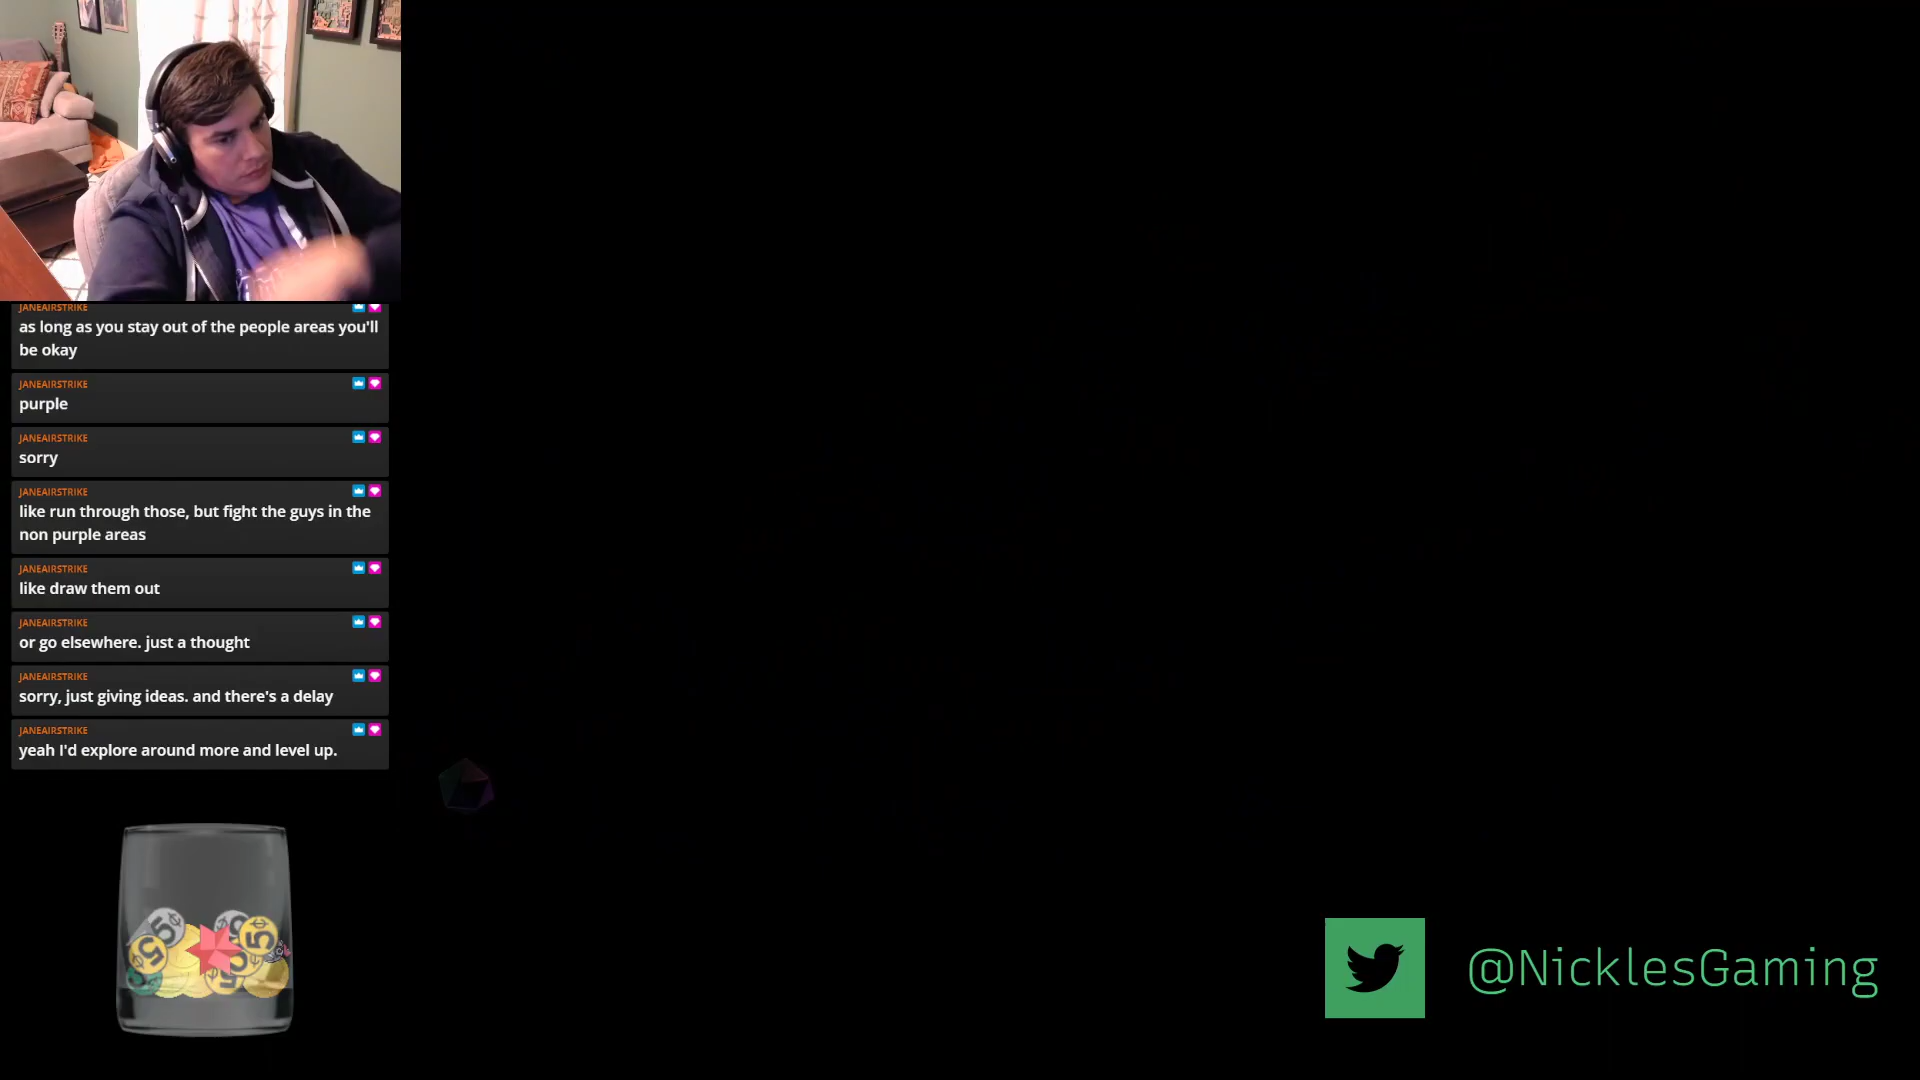 JANEAIRSTRIKE
as long as you stay out of the people areas you'll
be okay
JANEAIRSTRIKE
purple
JANEAIRSTRIKE
sorry
JANEAIRSTRIKE
like run through those, but fight the guys in the
non purple areas
JANEAIRSTRIKE
like draw them out
JANEAIRSTRIKE
or go elsewhere. just a thought
JANEAIRSTRIKE
sorry, just giving ideas. and there's a delay
JANEAIRSTRIKE
yeah I'd explore around more and level up.
5¢
5¢
5¢
@NicklesGaming